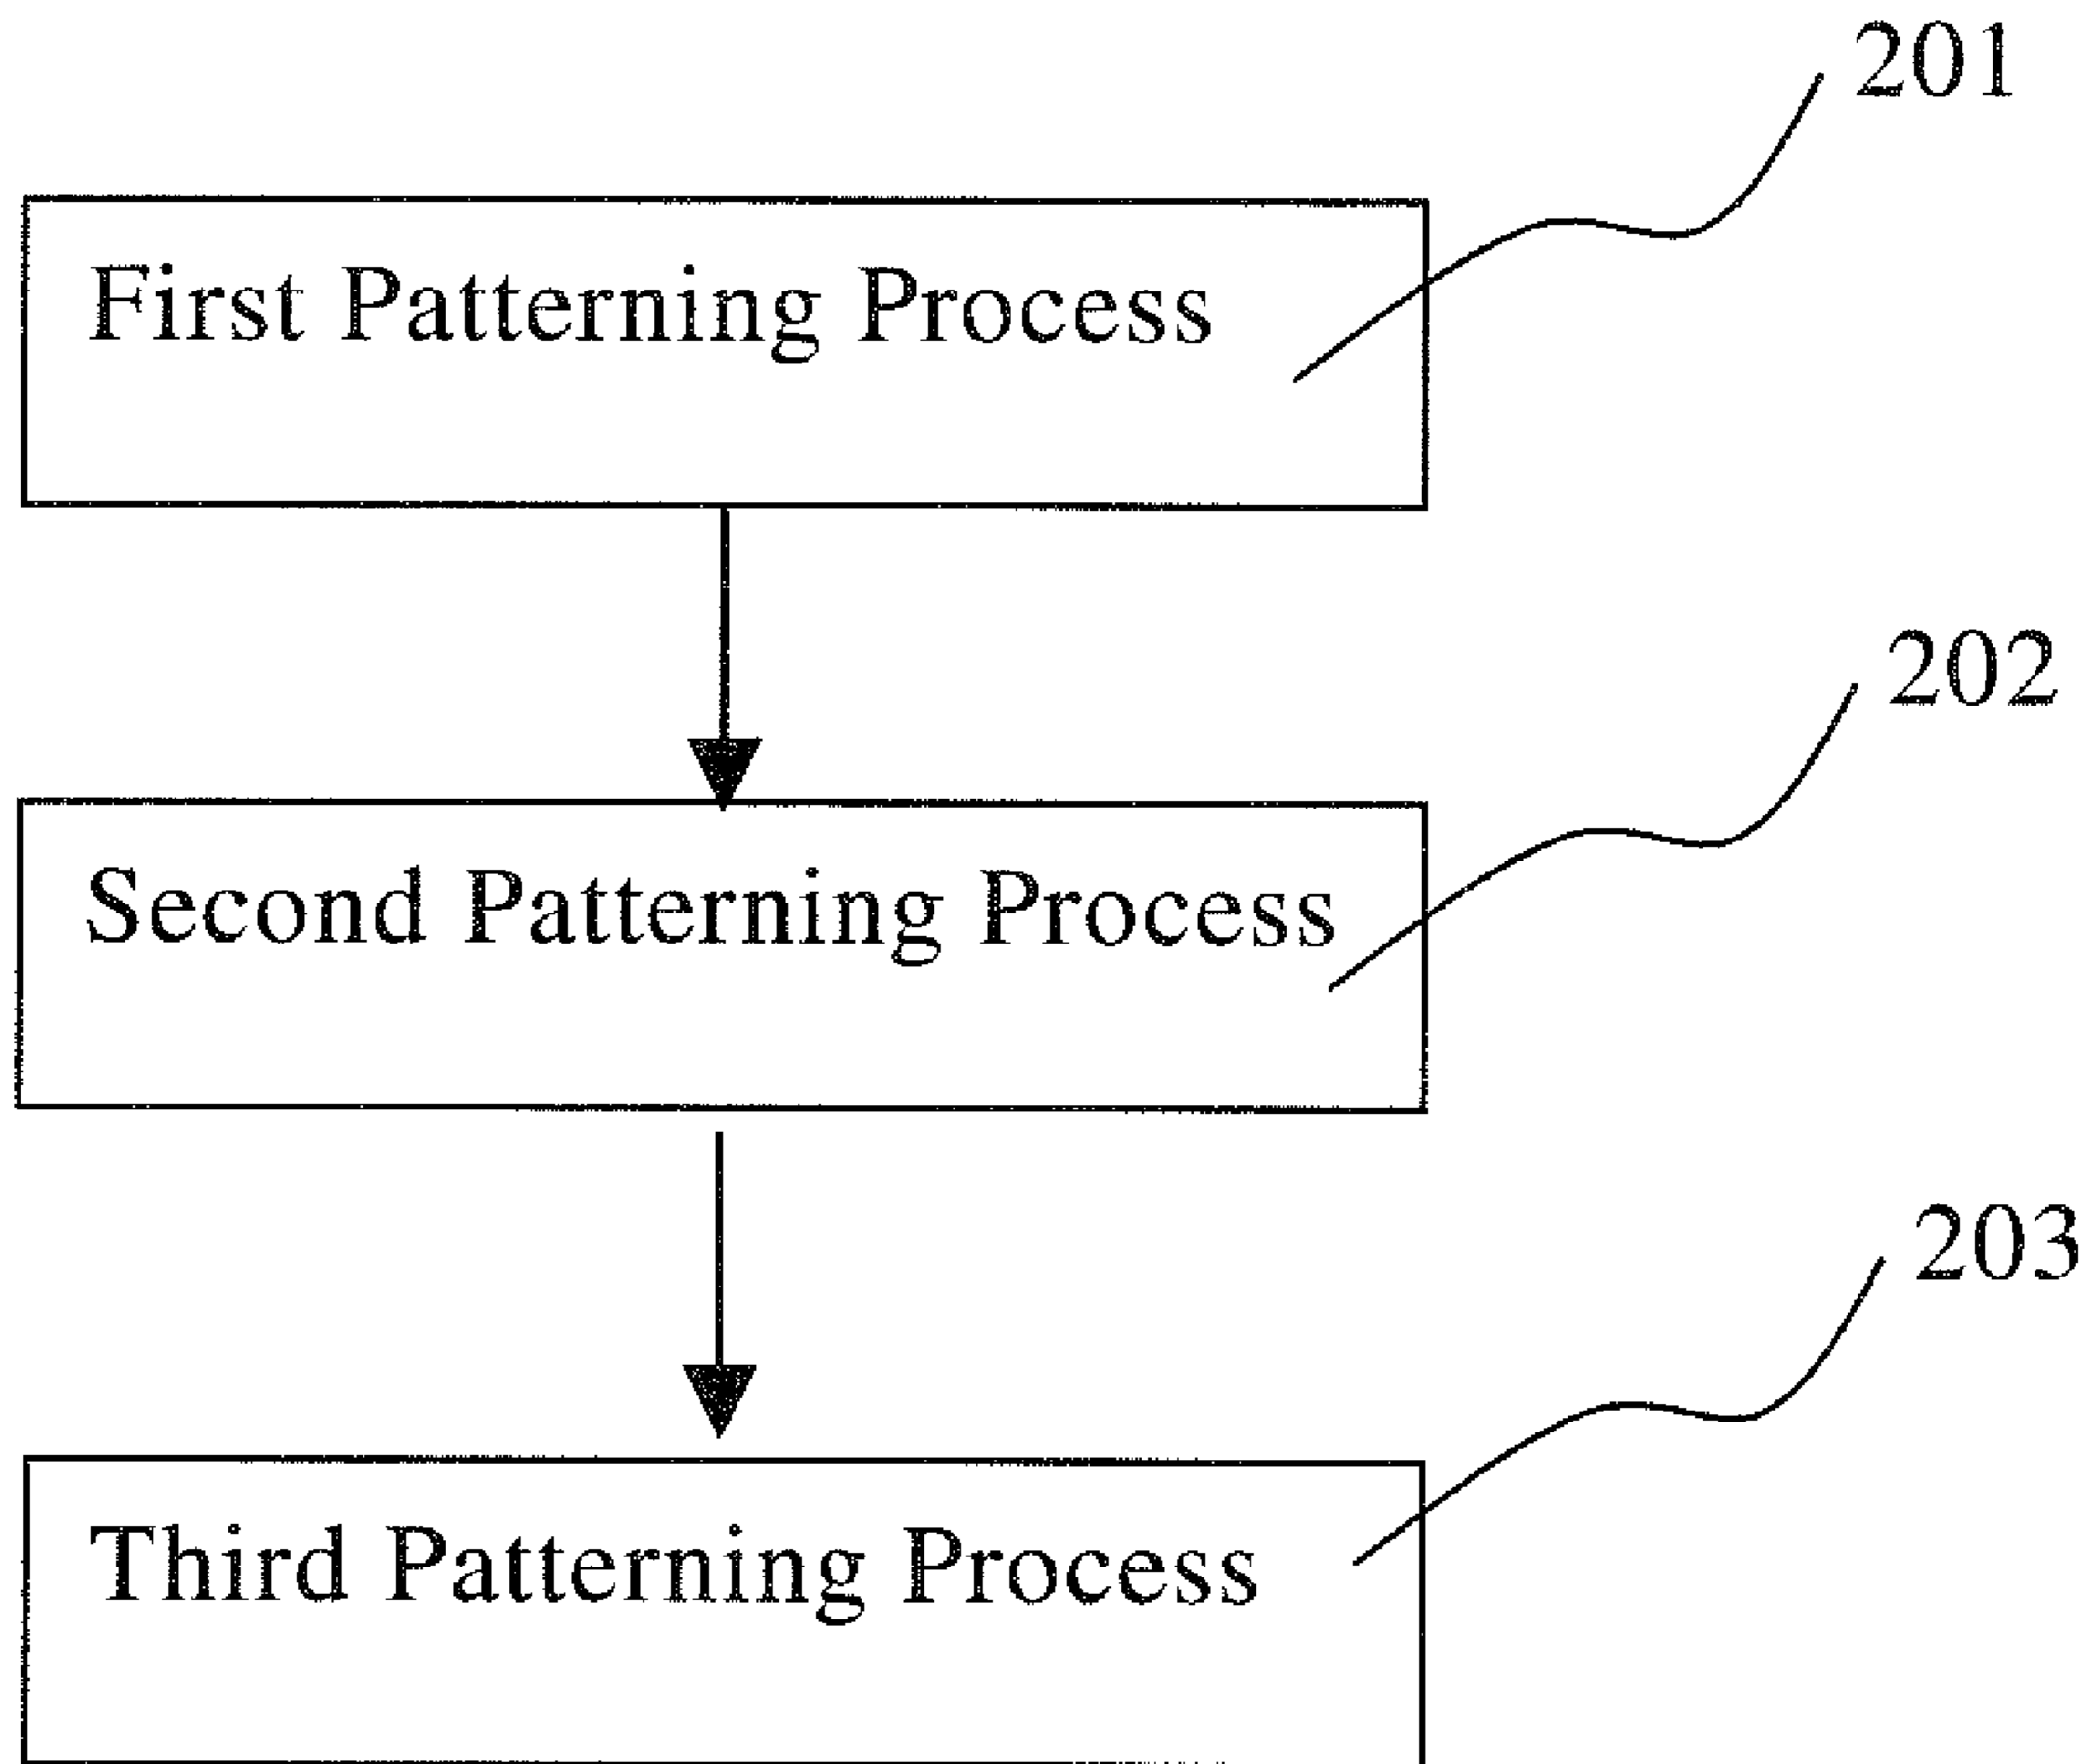 201
First Patterning Process
202
Second Patterning Process
203
Third Patterning Process